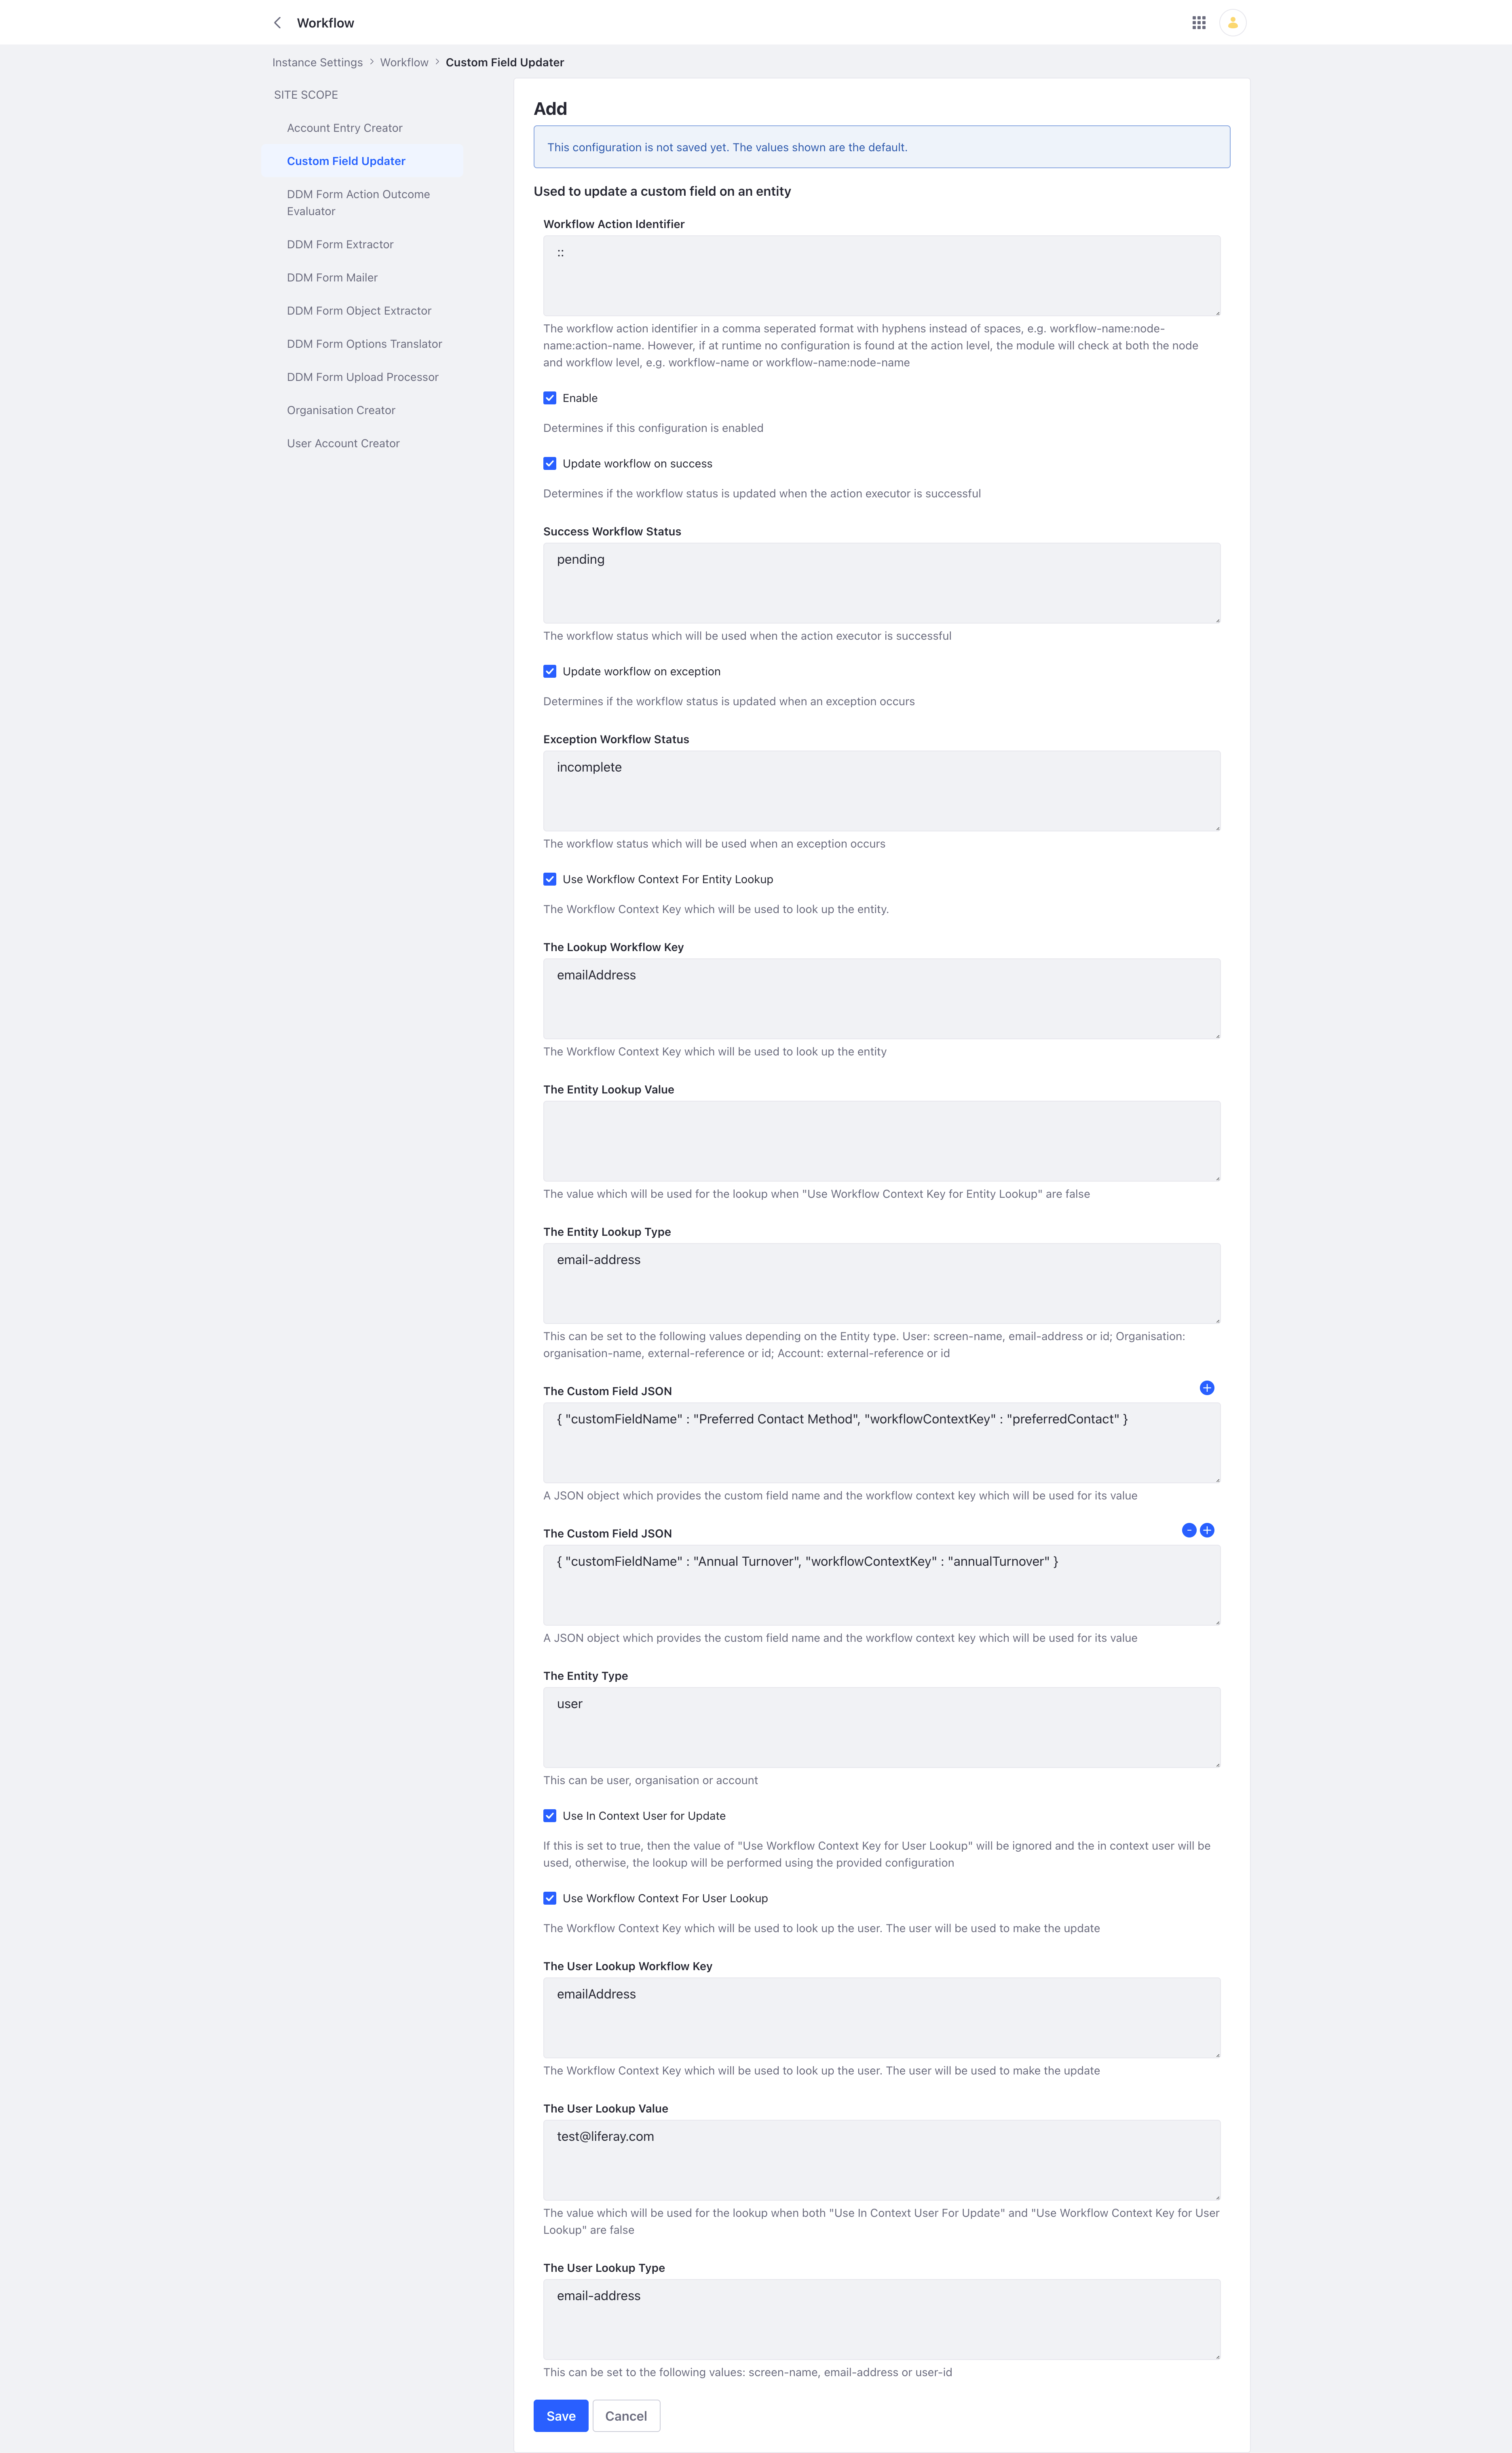 Workflow
Instance Settings > Workflow > Custom Field Updater
SITE SCOPE
Account Entry Creator
Custom Field Updater
DDM Form Action Outcome
Evaluator
DDM Form Extractor
DDM Form Mailer
DDM Form Object Extractor
DDM Form Options Translator
DDM Form Upload Processor
Organisation Creator
User Account Creator
Add
This configuration is not saved yet. The values shown are the default.
Used to update a custom field on an entity
Workflow Action Identifier
::
The workflow action identifier in a comma seperated format with hyphens instead of spaces, e.g. workflow-name:node-
name:action-name. However, if at runtime no configuration is found at the action level, the module will check at both the node
and workflow level, e.g. workflow-name or workflow-name:node-name
Enable
Determines if this configuration is enabled
Update workflow on success
Determines if the workflow status is updated when the action executor is successful
Success Workflow Status
pending
The workflow status which will be used when the action executor is successful
Update workflow on exception
Determines if the workflow status is updated when an exception occurs
Exception Workflow Status
incomplete
The workflow status which will be used when an exception occurs
Use Workflow Context For Entity Lookup
The Workflow Context Key which will be used to look up the entity.
The Lookup Workflow Key
emailAddress
The Workflow Context Key which will be used to look up the entity
The Entity Lookup Value
The value which will be used for the lookup when "Use Workflow Context Key for Entity Lookup" are false
The Entity Lookup Type
email-address
This can be set to the following values depending on the Entity type. User: screen-name, email-address or id; Organisation:
organisation-name, external-reference or id; Account: external-reference or id
The Custom Field JSON
{ "customFieldName" : "Preferred Contact Method", "workflowContextKey" : "preferredContact" }
A JSON object which provides the custom field name and the workflow context key which will be used for its value
The Custom Field JSON
{ "customFieldName" : "Annual Turnover", "workflowContextKey" : "annualTurnover" }
A JSON object which provides the custom field name and the workflow context key which will be used for its value
The Entity Type
user
This can be user, organisation or account
Use In Context User for Update
If this is set to true, then the value of "Use Workflow Context Key for User Lookup" will be ignored and the in context user will be
used, otherwise, the lookup will be performed using the provided configuration
Use Workflow Context For User Lookup
The Workflow Context Key which will be used to look up the user. The user will be used to make the update
The User Lookup Workflow Key
emailAddress
The Workflow Context Key which will be used to look up the user. The user will be used to make the update
The User Lookup Value
test@liferay.com
The value which will be used for the lookup when both "Use In Context User For Update" and "Use Workflow Context Key for User
Lookup" are false
The User Lookup Type
email-address
This can be set to the following values: screen-name, email-address or user-id
Save Cancel